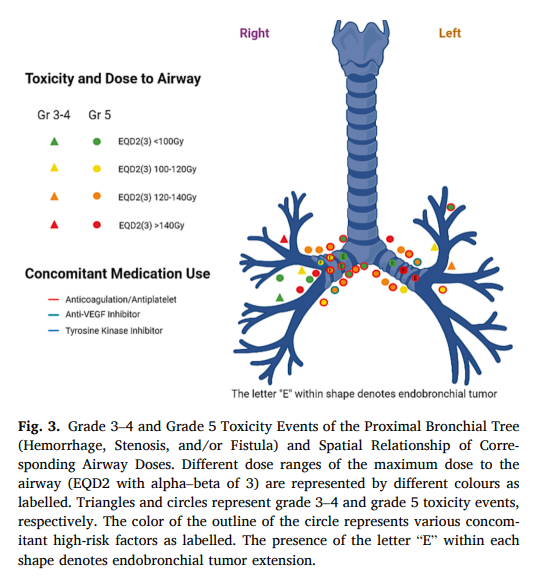 Right
Left
Toxicity and Dose to Airway
Gr 3-4 Gr 5
EQD2(3) <100Gy
EQD2(3) 100-120Gy
EQD2(3) 120-140Gy
EQD2(3) >140Gy
Concomitant Medication Use
Anticoagulation/Antiplatelet
Anti-VEGF Inhibitor
Tyrosine Kinase Inhibitor
The letter "E" within shape denotes endobronchial tumor
Fig. 3. Grade 3–4 and Grade 5 Toxicity Events of the Proximal Bronchial Tree
(Hemorrhage, Stenosis, and/or Fistula) and Spatial Relationship of Corre-
sponding Airway Doses. Different dose ranges of the maximum dose to the
airway (EQD2 with alpha–beta of 3) are represented by different colours as
labelled. Triangles and circles represent grade 3–4 and grade 5 toxicity events,
respectively. The color of the outline of the circle represents various concom-
itant high-risk factors as labelled. The presence of the letter “E” within each
shape denotes endobronchial tumor extension.